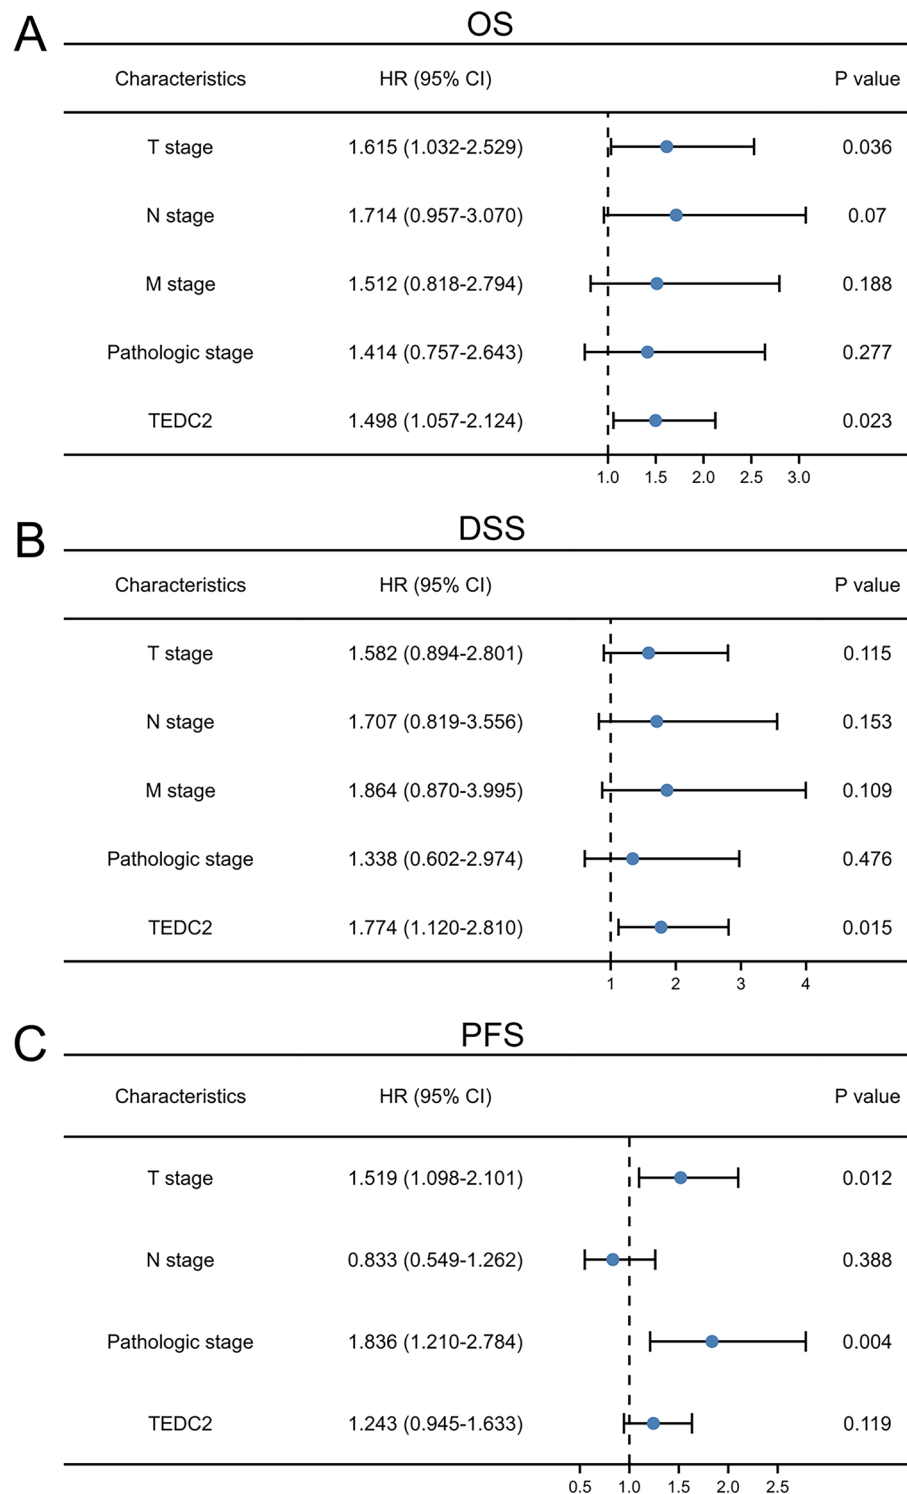 A
OS
Characteristics HR (95% CI) P value
T stage 1.615 (1.032-2.529) 0.036
N stage 1.714 (0.957-3.070) 0.07
M stage 1.512 (0.818-2.794) 0.188
Pathologic stage 1.414 (0.757-2.643) 0.277
TEDC2 1.498 (1.057-2.124) 0.023
1.0 1.5 2.0 2.5 3.0
B
DSS
Characteristics HR (95% CI) P value
T stage 1.582 (0.894-2.801) 0.115
N stage 1.707 (0.819-3.556) 0.153
M stage 1.864 (0.870-3.995) 0.109
Pathologic stage 1.338 (0.602-2.974) 0.476
TEDC2 1.774 (1.120-2.810) 0.015
1 2 3 4
C
PFS
Characteristics HR (95% CI) P value
T stage 1.519 (1.098-2.101) 0.012
N stage 0.833 (0.549-1.262) 0.388
Pathologic stage 1.836 (1.210-2.784) 0.004
TEDC2 1.243 (0.945-1.633) 0.119
0.5 1.0 1.5 2.0 2.5